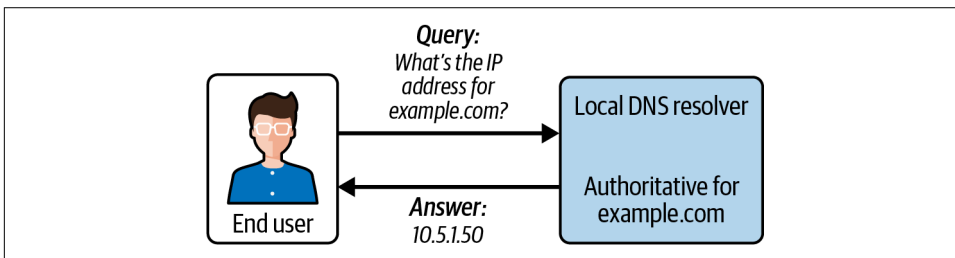 Query:
What's the IP
address for
example.com?
Local DNS resolver
Authoritative for
example.com
End user
Answer:
10.5.1.50